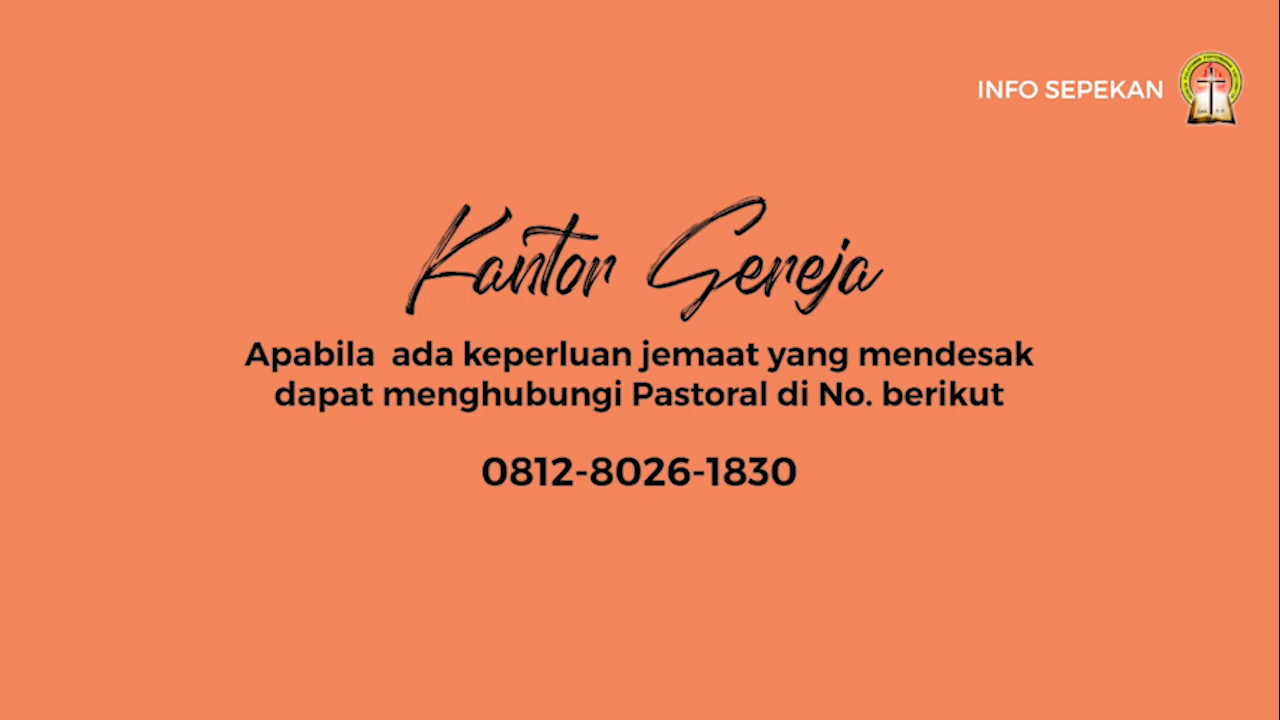 INFO SEPEKAN
Kantor Gereja
Apabila ada keperluan jemaat yang mendesak
dapat menghubungi Pastoral di No. berikut
0812-8026-1830